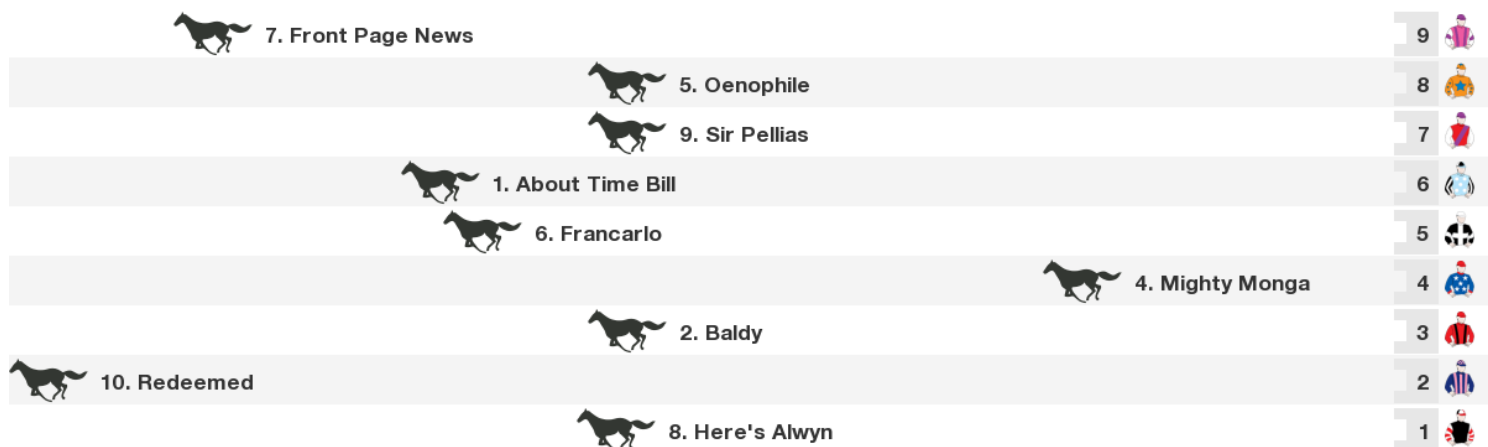 7. Front Page News 9
5. Oenophile 8
9. Sir Pellias 7
1. About Time Bill 6
6. Francarlo 5
4. Mighty Monga 4
2. Baldy 3
10. Redeemed 2
8. Here's Alwyn 1